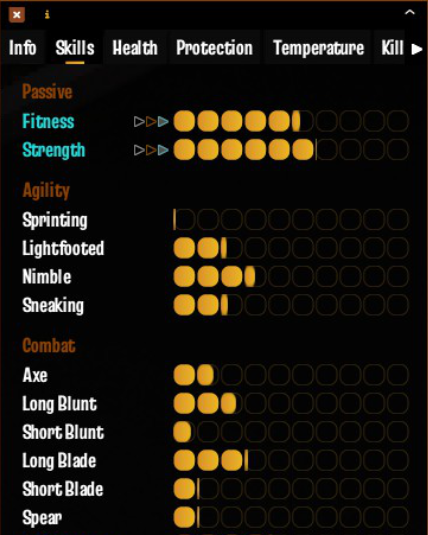 i
Info Skills Health Protection Temperature Kill
Passive
Fitness
Strength
Agility
Sprinting
Lightfooted
Nimble
Sneaking
Combat
Axe
Long Blunt
Short Blunt
Long Blade
Short Blade
Spear